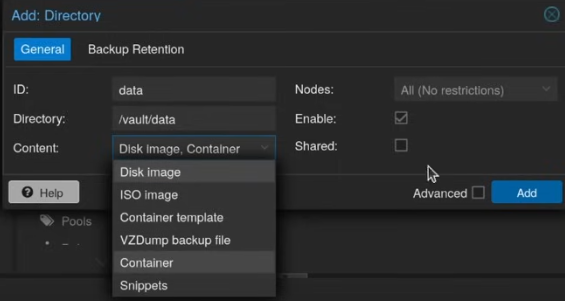 Add: Directory
General Backup Retention
ID: data Nodes: All (No restrictions)
Directory: /vault/data Enable:
Content: Disk image, Container Shared:
Disk image
ISO image
Help Advanced Add
Container template
Pools
VZDump backup file
Container
Snippets